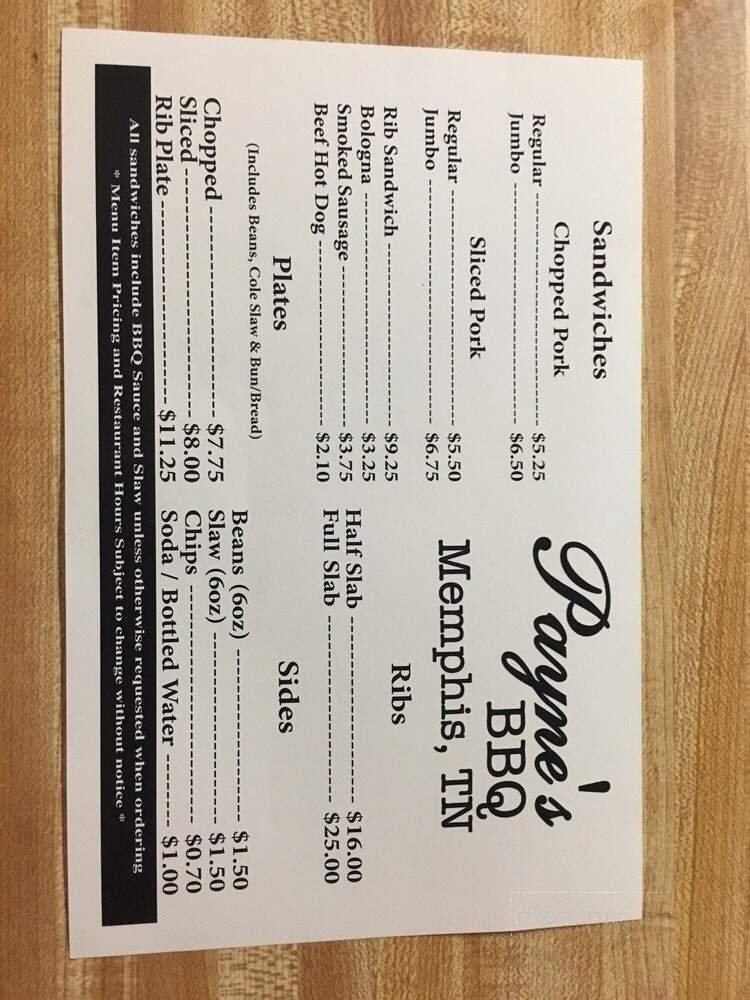 Sandwiches
Chopped Pork
Regular $5.25
Jumbo $6.50
Sliced Pork
Regular $5.50
Jumbo $6.75
Rib Sandwich $9.25
Bologna $3.25
Smoked Sausage $3.75
Beef Hot Dog $2.10
Plates
(Includes Beans, Cole Slaw & Bun/Bread)
Chopped $7.75
Sliced $8.00
Rib Plate $11.25
Payne's
BBQ
Memphis, TN
Ribs
Half Slab $16.00
Full Slab $25.00
Sides
Beans (6oz) $1.50
Slaw (6oz) $1.50
Chips $0.70
Soda / Bottled Water $1.00
All sandwiches include BBQ Sauce and Slaw unless otherwise requested when ordering
* Menu Item Pricing and Restaurant Hours Subject to change without notice *